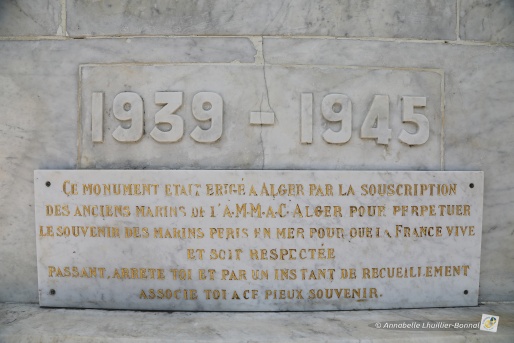 1939 - 1945
CE MONUMENT ETAIT ERIGE A ALGER PAR LA SOUSCRIPTION
DES ANCIENS MARINS DE L'A.M.M.A.C. ALGER POUR PERPETUER
LE SOUVENIR DES MARINS PERIS EN MER POUR QUE LA FRANCE VIVE
ET SOIT RESPECTÉE
PASSANT, ARRETE TOI ET PAR UN INSTANT DE RECUEILLEMENT
ASSOCIE TOI A CE PIEUX SOUVENIR.
© Annabelle Lhuillier-Bonnal